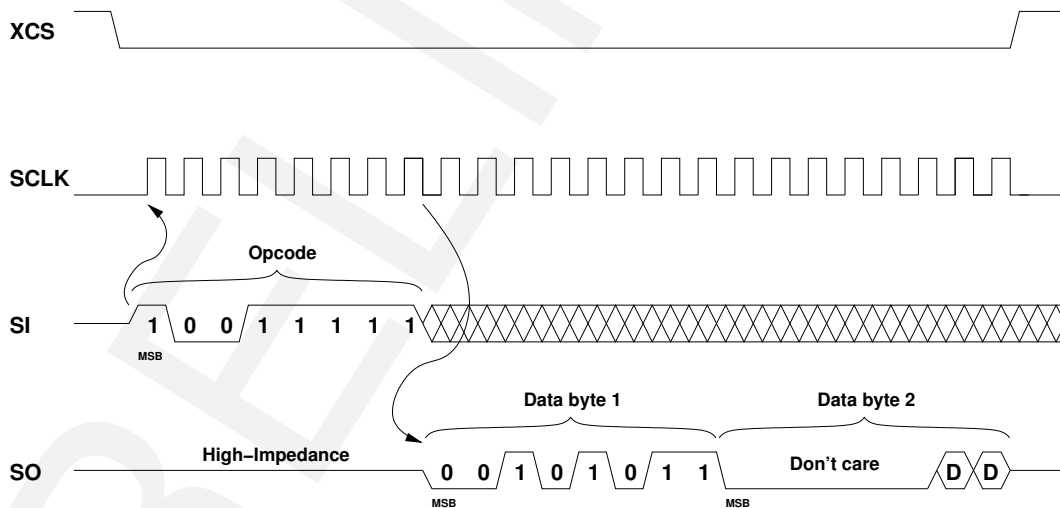 XCS
SCLK
Opcode
SI
1 0 0 1 1 1 1 1
MSB
Data byte 1
Data byte 2
High−Impedance
SO
0 0 1 0 1 0 1 1
Don't care
D D
MSB
MSB